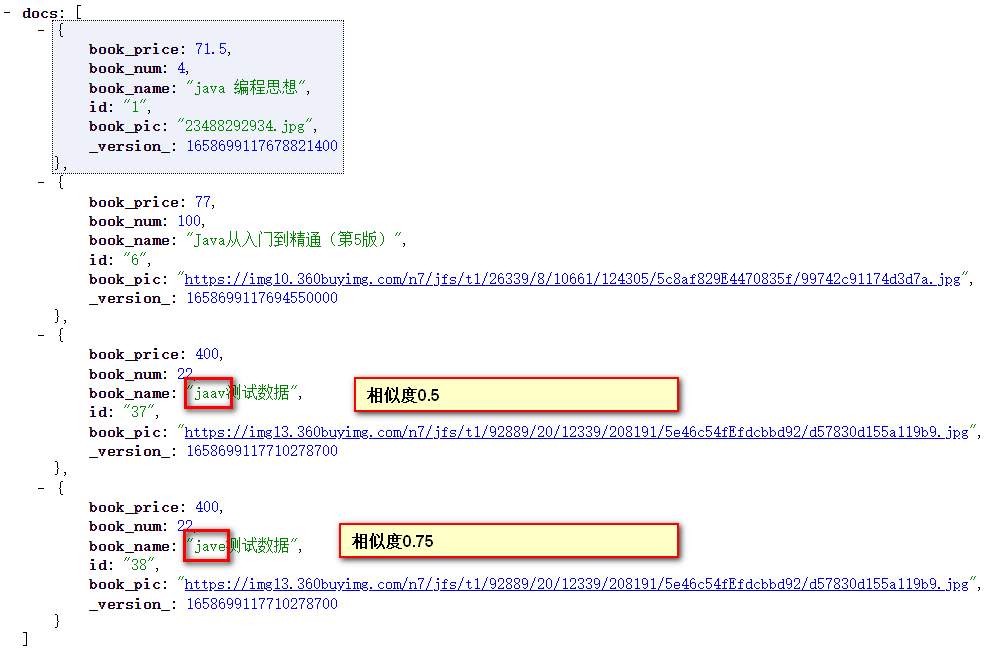 - docs: [
- {
book_price: 71.5,
book_num: 4,
book_name: "java 编程思想",
id: "1",
book_pic: "23488292934.jpg",
_version_: 1658699117678821400
},
- {
book_price: 77,
book_num: 100,
book_name: "Java从入门到精通（第5版）",
id: "6",
book_pic: "https://img10.360buyimg.com/n7/jfs/t1/26339/8/10661/124305/5c8af829E4470835f/99742c91174d3d7a.jpg",
_version_: 1658699117694550000
},
- {
book_price: 400,
book_num: 22,
book_name: "jaav测试数据", 相似度0.5
id: "37",
book_pic: "https://img13.360buyimg.com/n7/jfs/t1/92889/20/12339/208191/5e46c54fEfdcbbd92/d57830d155a119b9.jpg",
_version_: 1658699117710278700
},
- {
book_price: 400,
book_num: 22,
book_name: "jave测试数据", 相似度0.75
id: "38",
book_pic: "https://img13.360buyimg.com/n7/jfs/t1/92889/20/12339/208191/5e46c54fEfdcbbd92/d57830d155a119b9.jpg",
_version_: 1658699117710278700
}
]